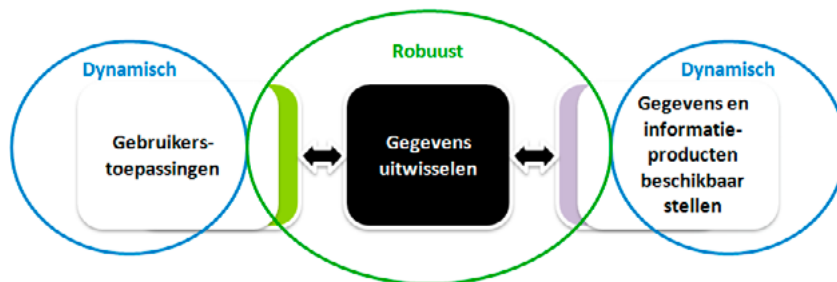 Robuust
Dynamisch
Dynamisch
Gebruikers-
toepassingen
Gegevens
uitwisselen
Gegevens en
informatie-
producten
beschikbaar
stellen